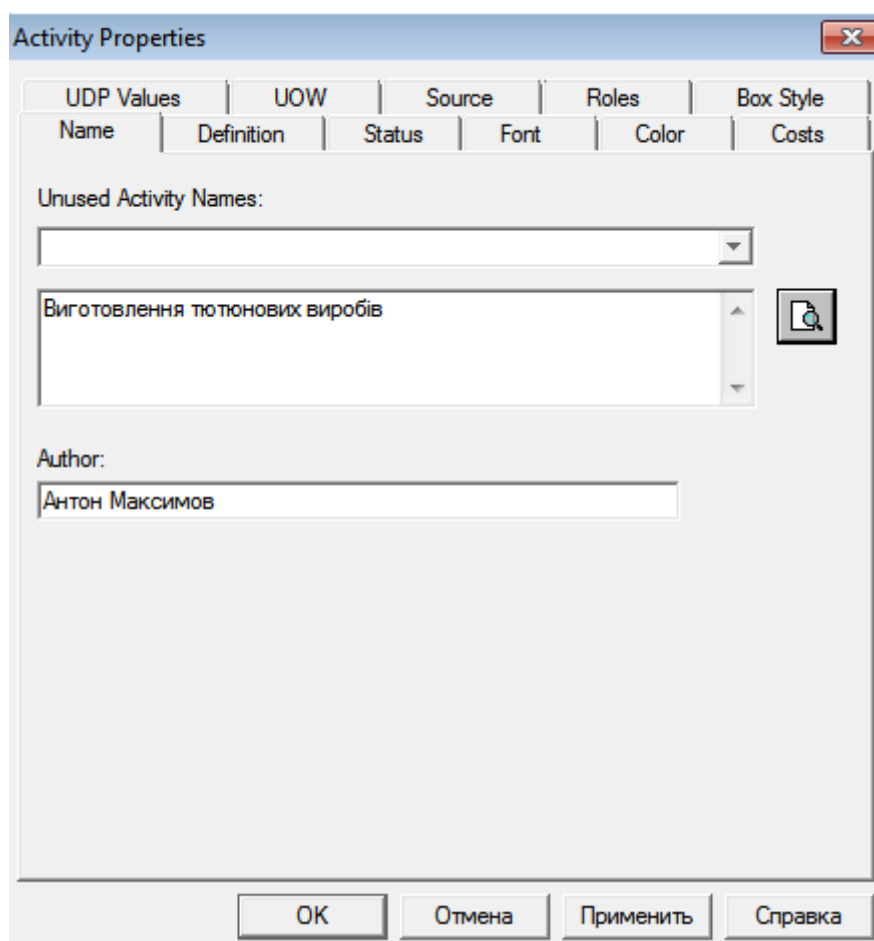 Activity Properties
UDP Values UOW Source Roles Box Style
Name Definition Status Font Color Costs
Unused Activity Names:
Виготовлення тютюнових виробів
Author:
Антон Максимов
OK Отмена Применить Справка